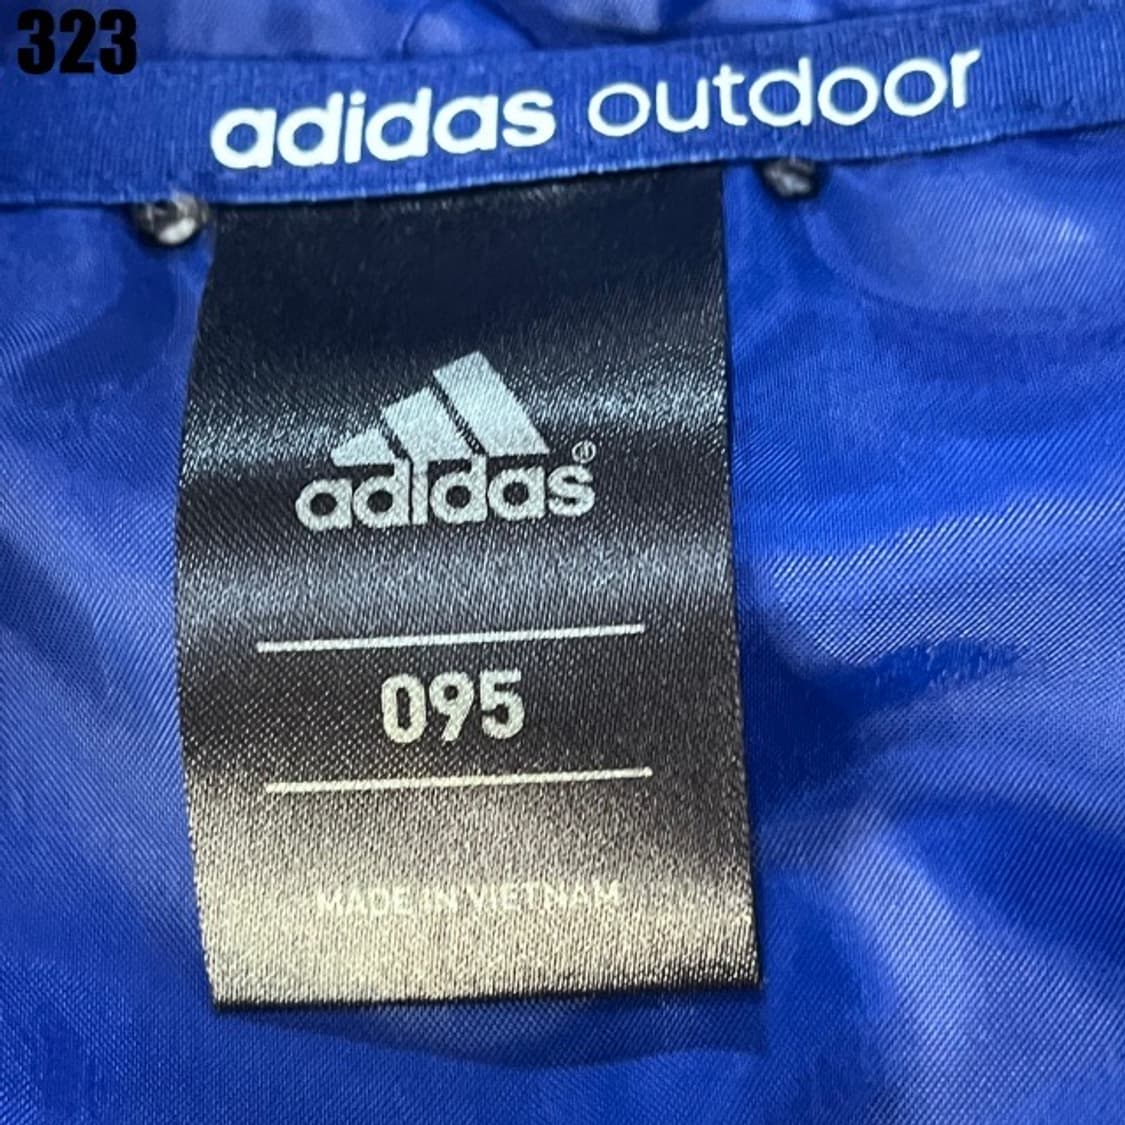 323
adidas outdoor
adidas®
095
MADE IN VIETNAM